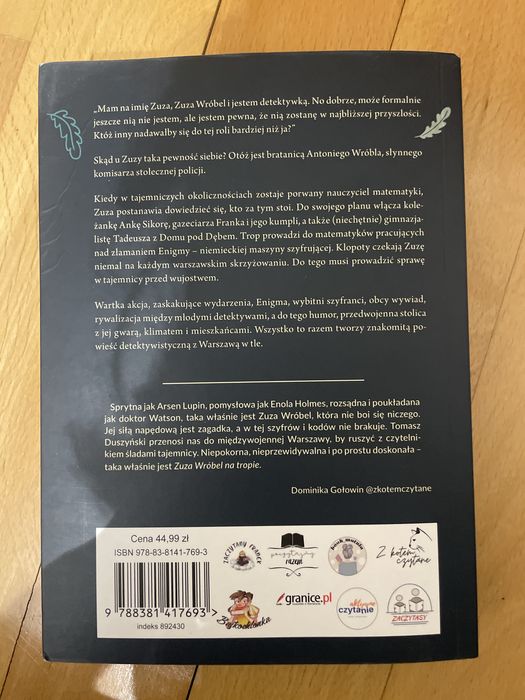 „Mam na imię Zuza, Zuza Wróbel i jestem detektywką. No dobrze, może formalnie
jeszcze nią nie jestem, ale jestem pewna, że nią zostanę w najbliższej przyszłości.
Któż inny nadawałby się do tej roli bardziej niż ja?”
Skąd u Zuzy taka pewność siebie? Otóż jest bratanicą Antoniego Wróbla, słynnego
komisarza stołecznej policji.
Kiedy w tajemniczych okolicznościach zostaje porwany nauczyciel matematyki,
Zuza postanawia dowiedzieć się, kto za tym stoi. Do swojego planu włącza kole-
żankę Ankę Sikorę, gazeciarza Franka i jego kumpli, a także (niechętnie) gimnazja-
listę Tadeusza z Domu pod Dębem. Trop prowadzi do matematyków pracujących
nad złamaniem Enigmy – niemieckiej maszyny szyfrującej. Kłopoty czekają Zuzę
niemal na każdym warszawskim skrzyżowaniu. Do tego musi prowadzić sprawę
w tajemnicy przed wujostwem.
Wartka akcja, zaskakujące wydarzenia, Enigma, wybitni szyfranci, obcy wywiad,
rywalizacja między młodymi detektywami, a do tego humor, przedwojenna stolica
z jej gwarą, klimatem i mieszkańcami. Wszystko to razem tworzy znakomitą po-
wieść detektywistyczną z Warszawą w tle.
Sprytna jak Arsen Lupin, pomysłowa jak Enola Holmes, rozsądna i poukładana
jak doktor Watson, taka właśnie jest Zuza Wróbel, która nie boi się niczego.
Jej siłą napędową jest zagadka, a w tej szyfrów i kodów nie brakuje. Tomasz
Duszyński przenosi nas do międzywojennej Warszawy, by ruszyć z czytelni-
kiem śladami tajemnicy. Niepokorna, nieprzewidywalna i po prostu doskonała –
taka właśnie jest Zuza Wróbel na tropie.
Dominika Gołowin @zkotemczytane
Cena 44,99 zł
ISBN 978-83-8141-769-3
9 788381 417693 >
indeks 892430
ZACZYTANY FRANEK
poczytajmy
razem
book_matula
Z kotem
czytane
Bajkochłonka
granice.pl
aktywne
czytanie
ZACZYTASY